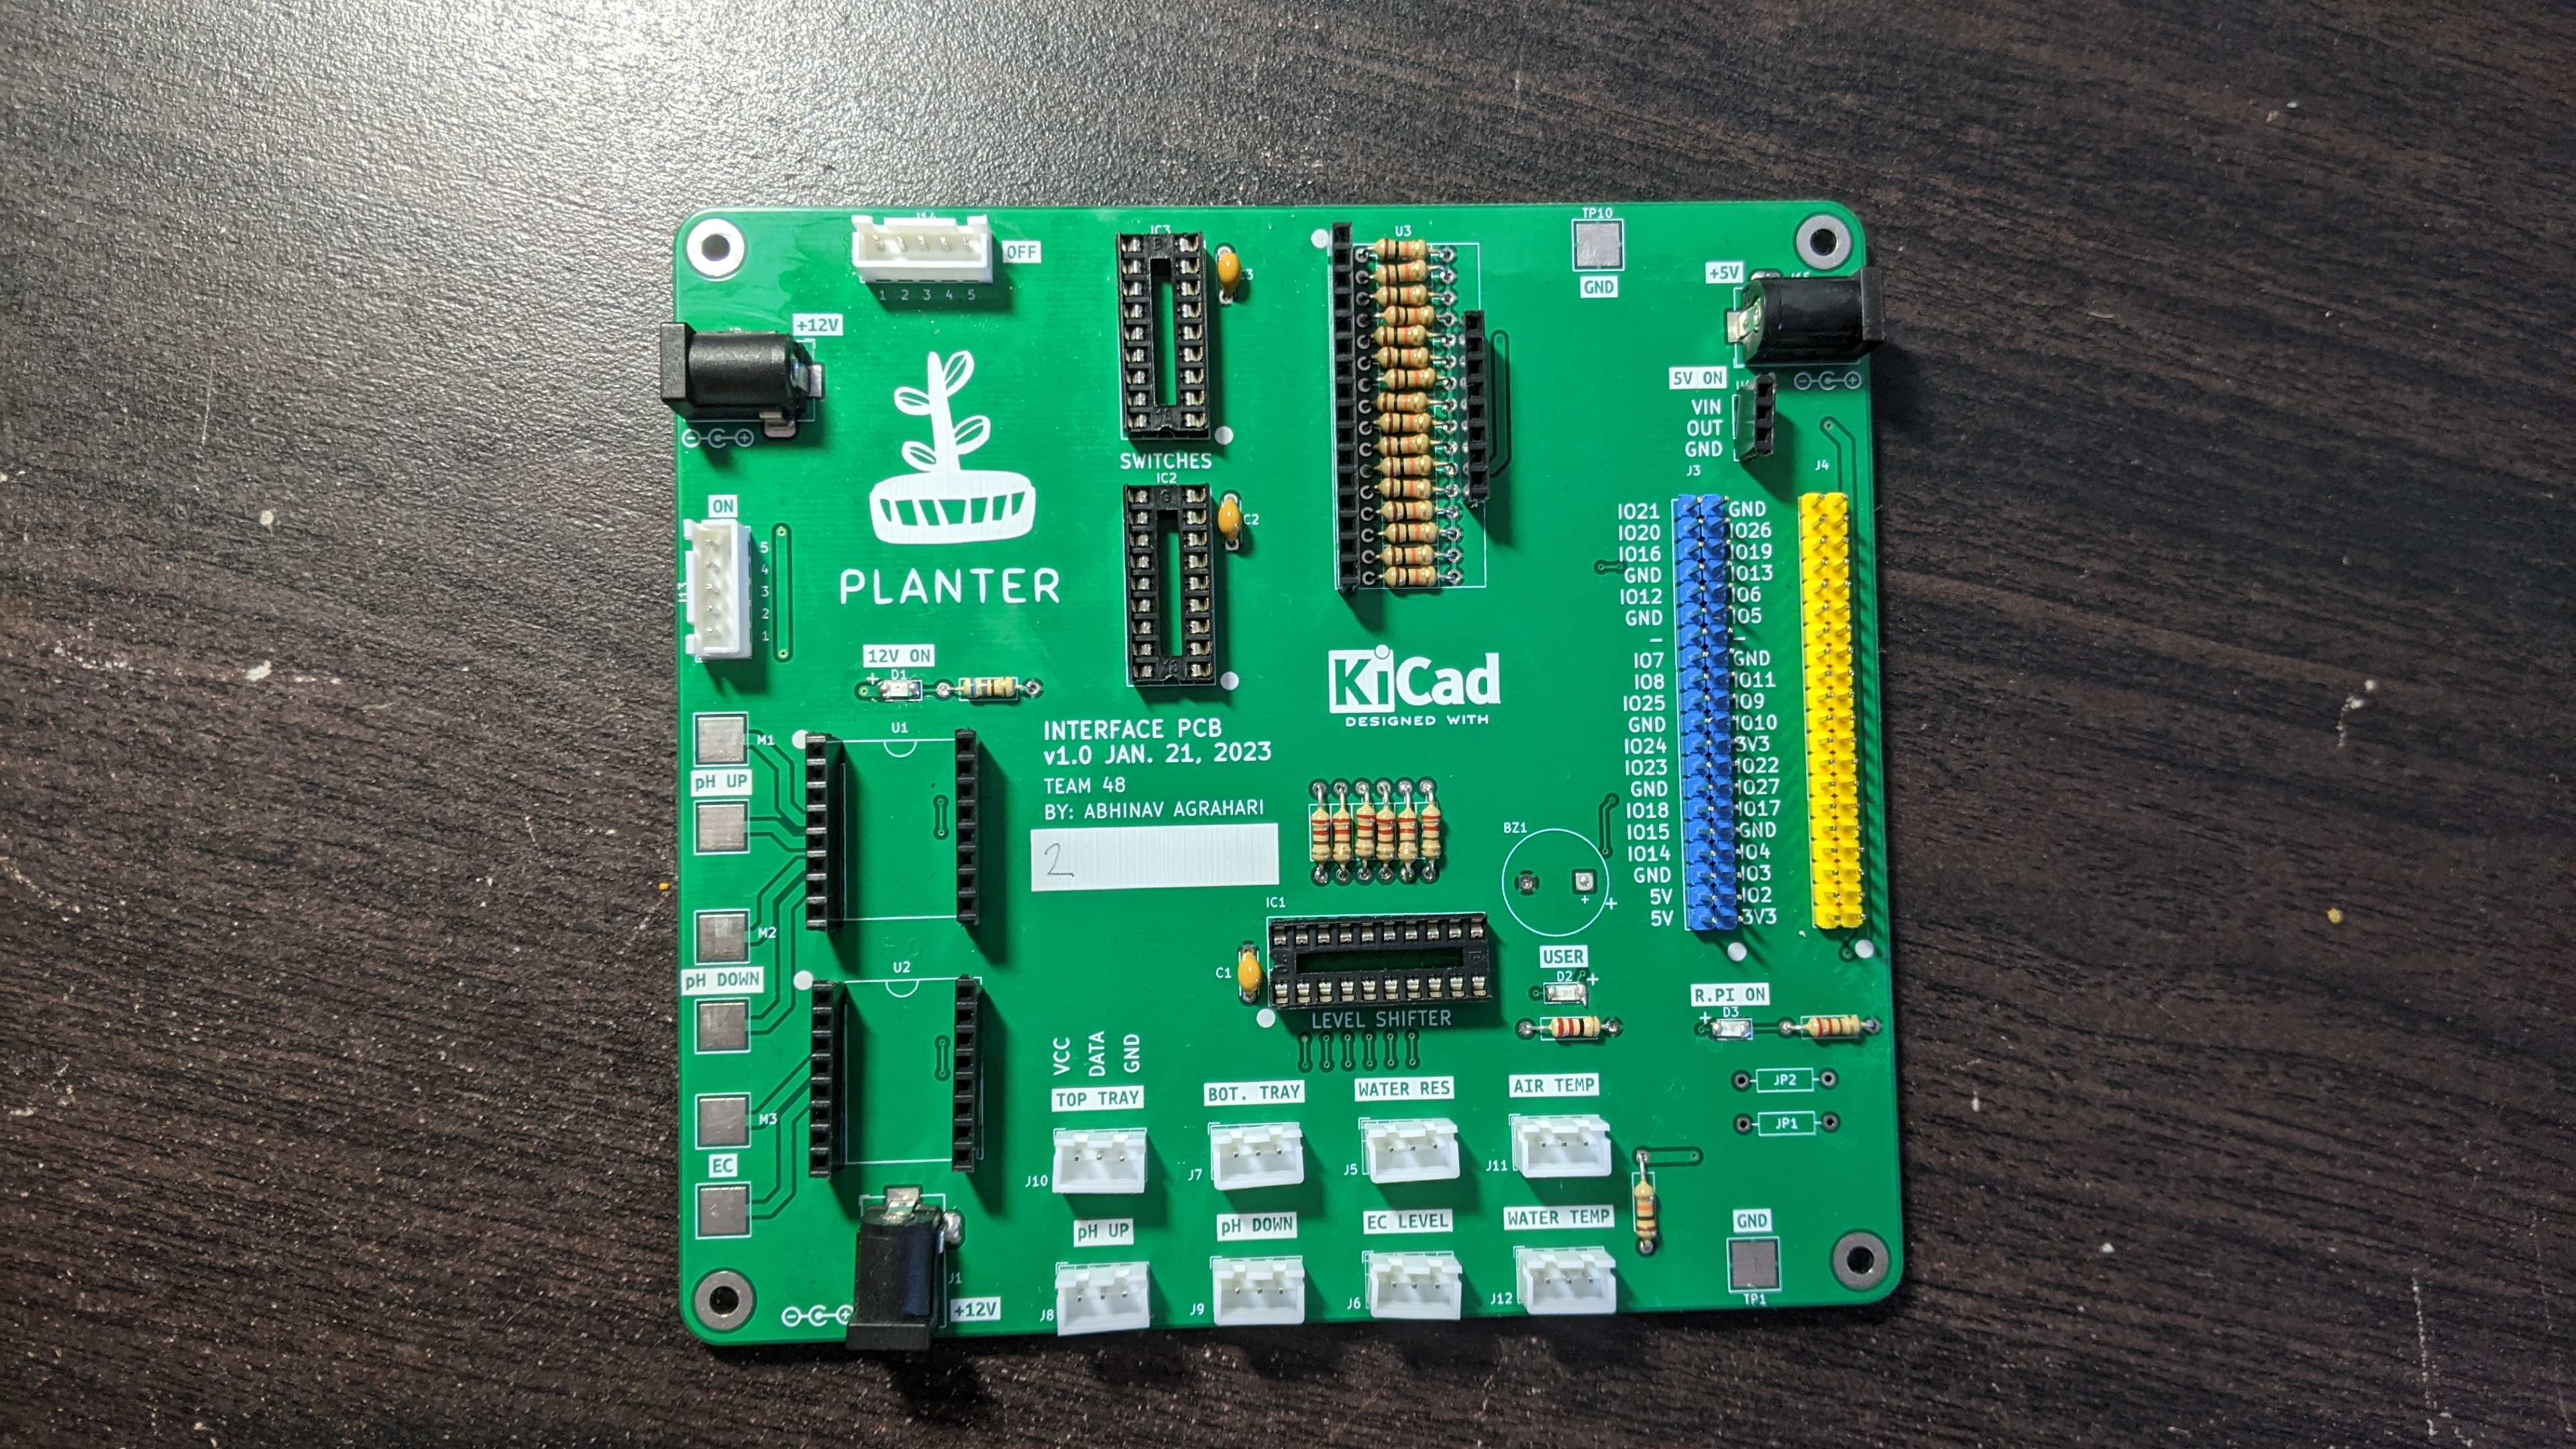 TP10
GND
OFF
1 2 3 4 5
IC3
U3
+5V
+12V
5V ON
VIN
OUT
GND
J3
J4
SWITCHES
IC2
C2
ON
5
4
3
2
1
J13
PLANTER
12V ON
D1
IO21 GND
IO20 IO26
IO16 IO19
GND IO13
IO12 IO6
GND IO5
– –
IO7 GND
IO8 IO11
IO25 IO9
GND IO10
IO24 3V3
IO23 IO22
GND IO27
IO18 IO17
IO15 GND
IO14 IO4
GND IO3
5V IO2
5V 3V3
KiCad
DESIGNED WITH
INTERFACE PCB
v1.0 JAN. 21, 2023
TEAM 48
BY: ABHINAV AGRAHARI
2
U1
M1
pH UP
M2
pH DOWN
U2
M3
EC
BZ1
+
IC1
C1
LEVEL SHIFTER
USER
D2
R.PI ON
D3
JP2
JP1
VCC
DATA
GND
TOP TRAY
BOT. TRAY
WATER RES
AIR TEMP
J10
J7
J5
J11
pH UP
pH DOWN
EC LEVEL
WATER TEMP
J8
J9
J6
J12
J1
+12V
GND
TP1